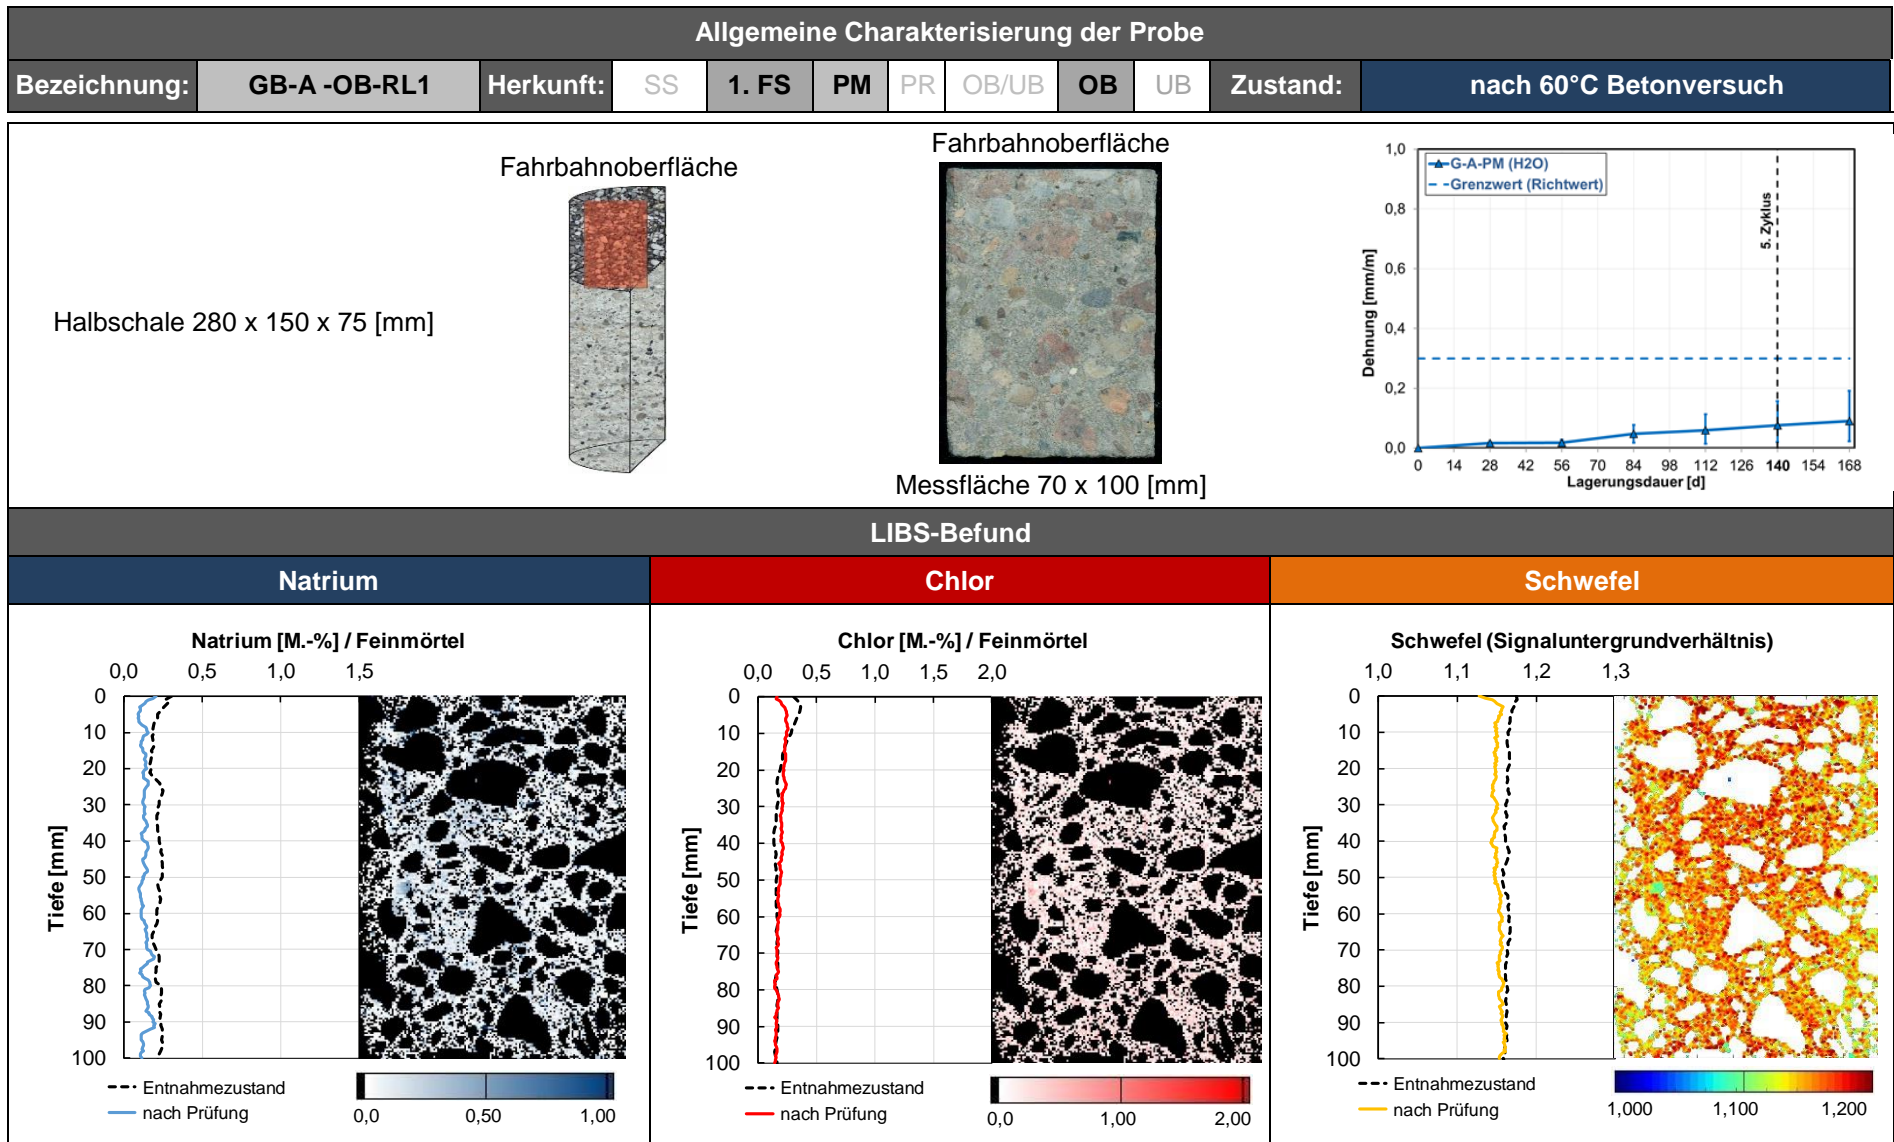 Allgemeine Charakterisierung der Probe
Bezeichnung: GB-A -OB-RL1 Herkunft: SS 1. FS PM PR OB/UB OB UB Zustand: nach 60°C Betonversuch
Fahrbahnoberfläche
Halbschale 280 x 150 x 75 [mm]
Fahrbahnoberfläche
Messfläche 70 x 100 [mm]
G-A-PM (H2O)
Grenzwert (Richtwert)
5. Zyklus
Dehnung [mm/m]
1,0
0,8
0,6
0,4
0,2
0,0
0 14 28 42 56 70 84 98 112 126 140 154 168
Lagerungsdauer [d]
LIBS-Befund
Natrium
Natrium [M.-%] / Feinmörtel
0,0 0,5 1,0 1,5
Tiefe [mm]
0
10
20
30
40
50
60
70
80
90
100
Entnahmezustand
nach Prüfung
0,0 0,50 1,00
Chlor
Chlor [M.-%] / Feinmörtel
0,0 0,5 1,0 1,5 2,0
Tiefe [mm]
0
10
20
30
40
50
60
70
80
90
100
Entnahmezustand
nach Prüfung
0,0 1,00 2,00
Schwefel
Schwefel (Signaluntergrundverhältnis)
1,0 1,1 1,2 1,3
Tiefe [mm]
0
10
20
30
40
50
60
70
80
90
100
Entnahmezustand
nach Prüfung
1,000 1,100 1,200